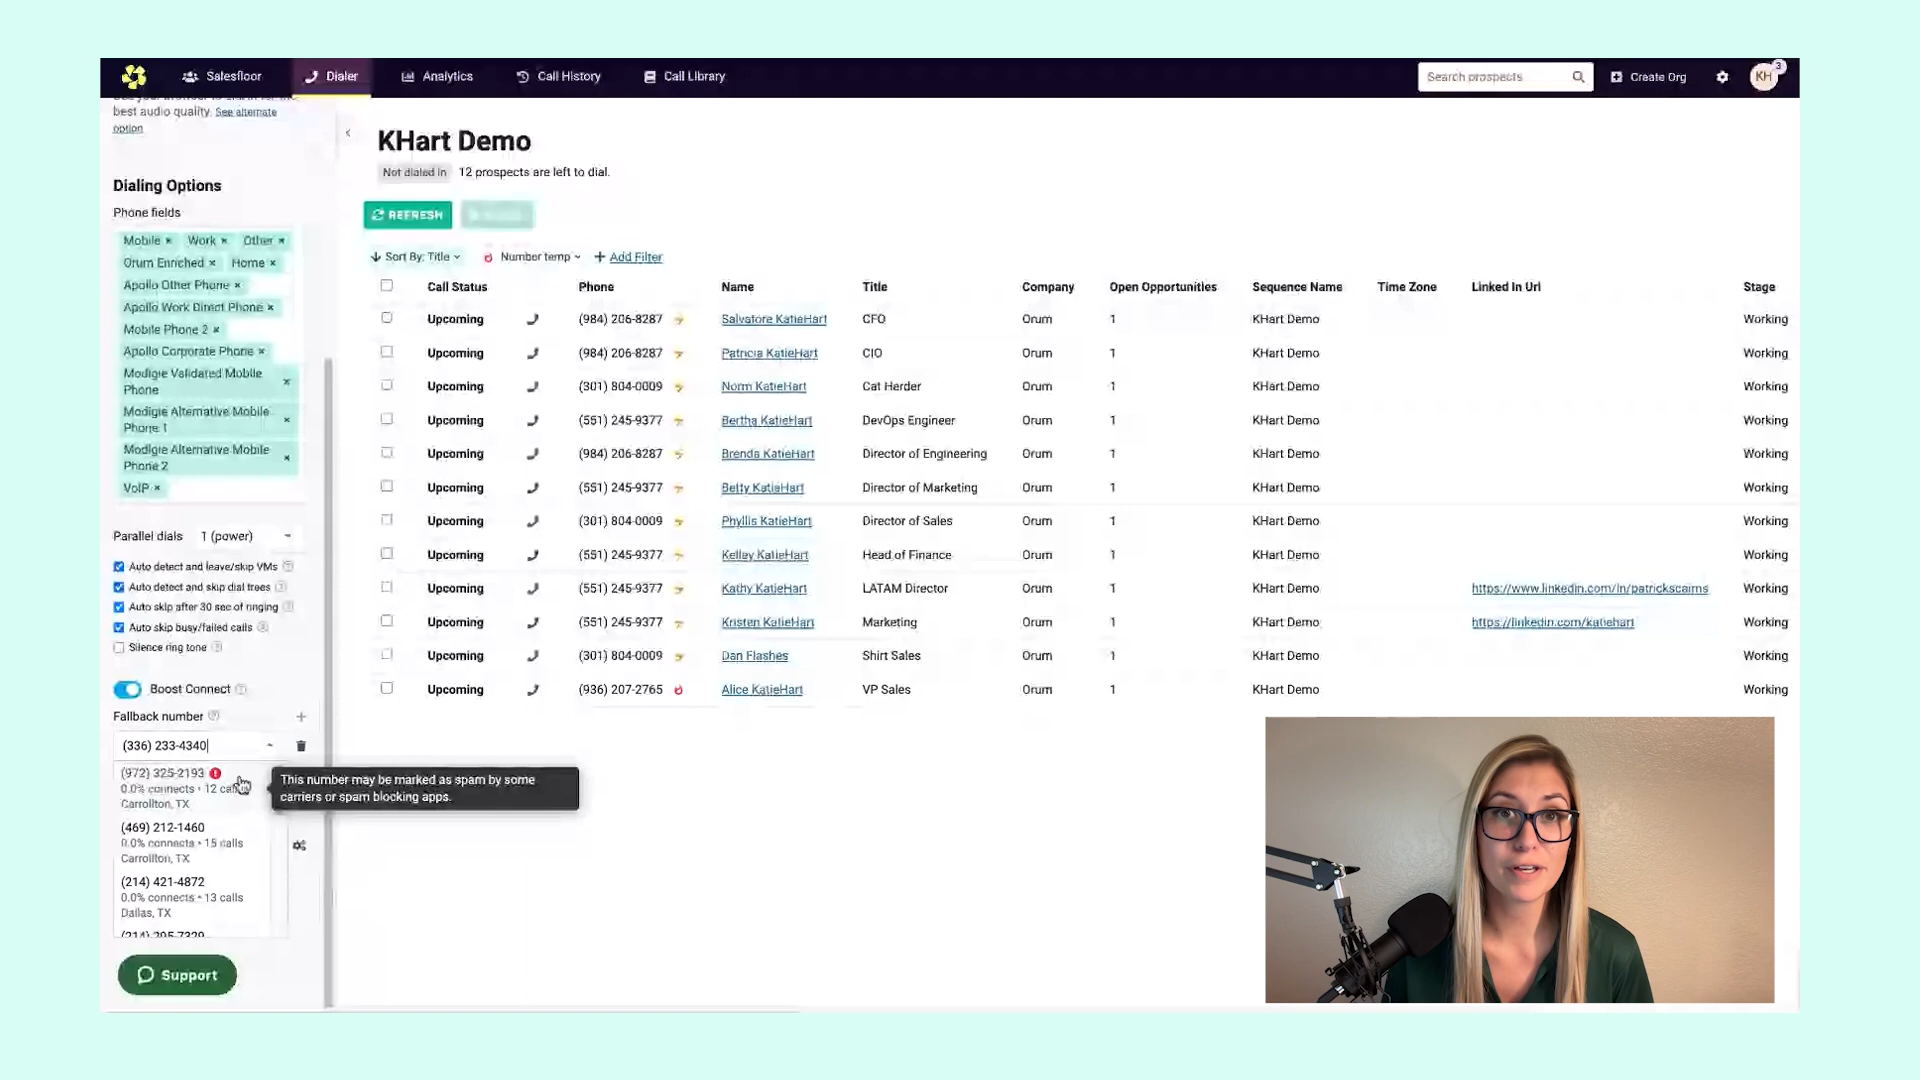 Salesfloor
Dialer
Analytics
Call History
Call Library
Search prospects
Create Org
KH
3
best audio quality. See alternate
option
Dialing Options
Phone fields
Mobile × Work × Other ×
Orum Enriched × Home ×
Apollo Other Phone ×
Apollo Work Direct Phone ×
Mobile Phone 2 ×
Apollo Corporate Phone ×
Modigie Validated Mobile
Phone ×
Modigie Alternative Mobile
Phone 1 ×
Modigie Alternative Mobile
Phone 2 ×
VoIP ×
Parallel dials 1 (power)
Auto detect and leave/skip VMs
Auto detect and skip dial trees
Auto skip after 30 sec of ringing
Auto skip busy/failed calls
Silence ring tone
Boost Connect
Fallback number +
(336) 233-4340
(972) 325-2193
0.0% connects • 12
Carrollton, TX
(469) 212-1460
0.0% connects • 15 calls
Carrollton, TX
(214) 421-4872
0.0% connects • 13 calls
Dallas, TX
(214) 295-7329
This number may be marked as spam by some
carriers or spam blocking apps.
Support
KHart Demo
Not dialed in 12 prospects are left to dial.
REFRESH
Sort By: Title Number temp + Add Filter
Call Status Phone Name Title Company Open Opportunities Sequence Name Time Zone Linked In Url Stage
Upcoming (984) 206-8287 Salvatore KatieHart CFO Orum 1 KHart Demo Working
Upcoming (984) 206-8287 Patricia KatieHart CIO Orum 1 KHart Demo Working
Upcoming (301) 804-0009 Norm KatieHart Cat Herder Orum 1 KHart Demo Working
Upcoming (551) 245-9377 Bertha KatieHart DevOps Engineer Orum 1 KHart Demo Working
Upcoming (984) 206-8287 Brenda KatieHart Director of Engineering Orum 1 KHart Demo Working
Upcoming (551) 245-9377 Betty KatieHart Director of Marketing Orum 1 KHart Demo Working
Upcoming (301) 804-0009 Phyllis KatieHart Director of Sales Orum 1 KHart Demo Working
Upcoming (551) 245-9377 Kelley KatieHart Head of Finance Orum 1 KHart Demo Working
Upcoming (551) 245-9377 Kathy KatieHart LATAM Director Orum 1 KHart Demo https://www.linkedin.com/in/patrickscairns Working
Upcoming (551) 245-9377 Kristen KatieHart Marketing Orum 1 KHart Demo https://linkedin.com/katiehart Working
Upcoming (301) 804-0009 Dan Flashes Shirt Sales Orum 1 KHart Demo Working
Upcoming (936) 207-2765 Alice KatieHart VP Sales Orum 1 KHart Demo Working